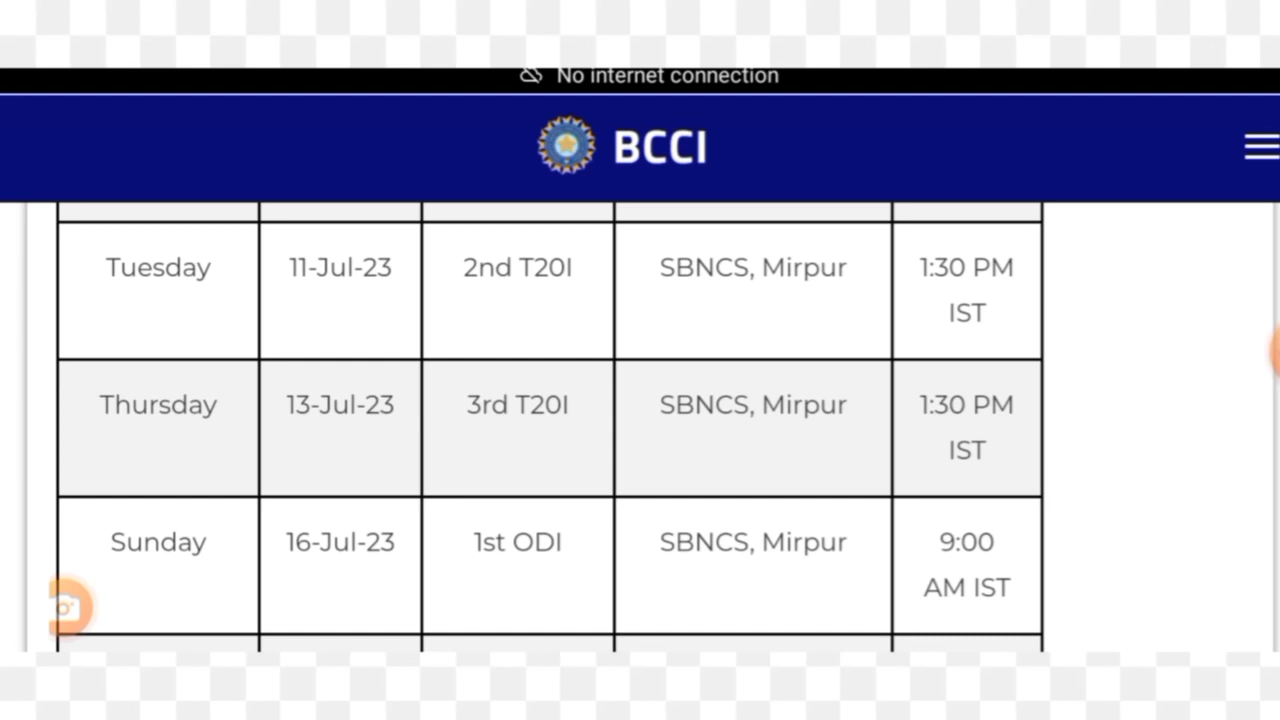 No internet connection
BCCI
Tuesday 11-Jul-23 2nd T20I SBNCS, Mirpur 1:30 PM
IST
Thursday 13-Jul-23 3rd T20I SBNCS, Mirpur 1:30 PM
IST
Sunday 16-Jul-23 1st ODI SBNCS, Mirpur 9:00
AM IST